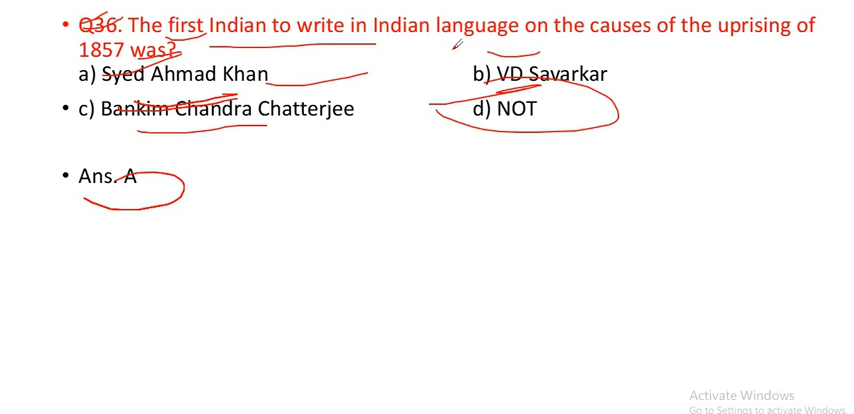 • Q36. The first Indian to write in Indian language on the causes of the uprising of
1857 was?
a) Syed Ahmad Khan b) VD Savarkar
• c) Bankim Chandra Chatterjee d) NOT
• Ans. A
Activate Windows
Go to Settings to activate Windows.